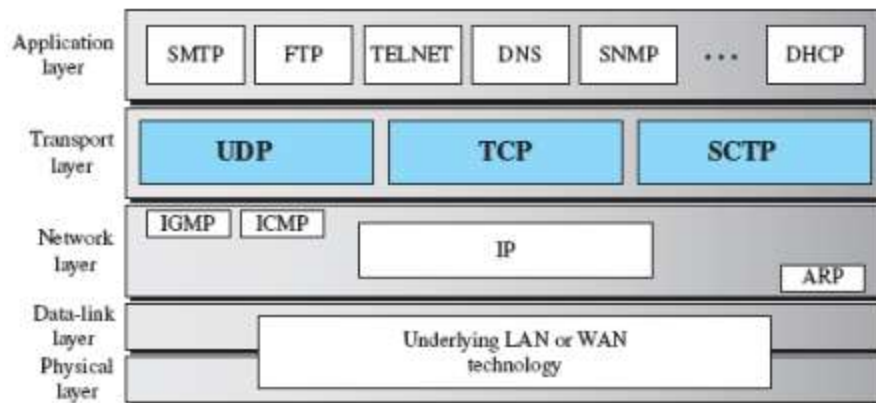 Application
layer
SMTP FTP TELNET DNS SNMP ... DHCP
Transport
layer
UDP TCP SCTP
Network
layer
IGMP ICMP
IP
ARP
Data-link
layer
Underlying LAN or WAN
technology
Physical
layer